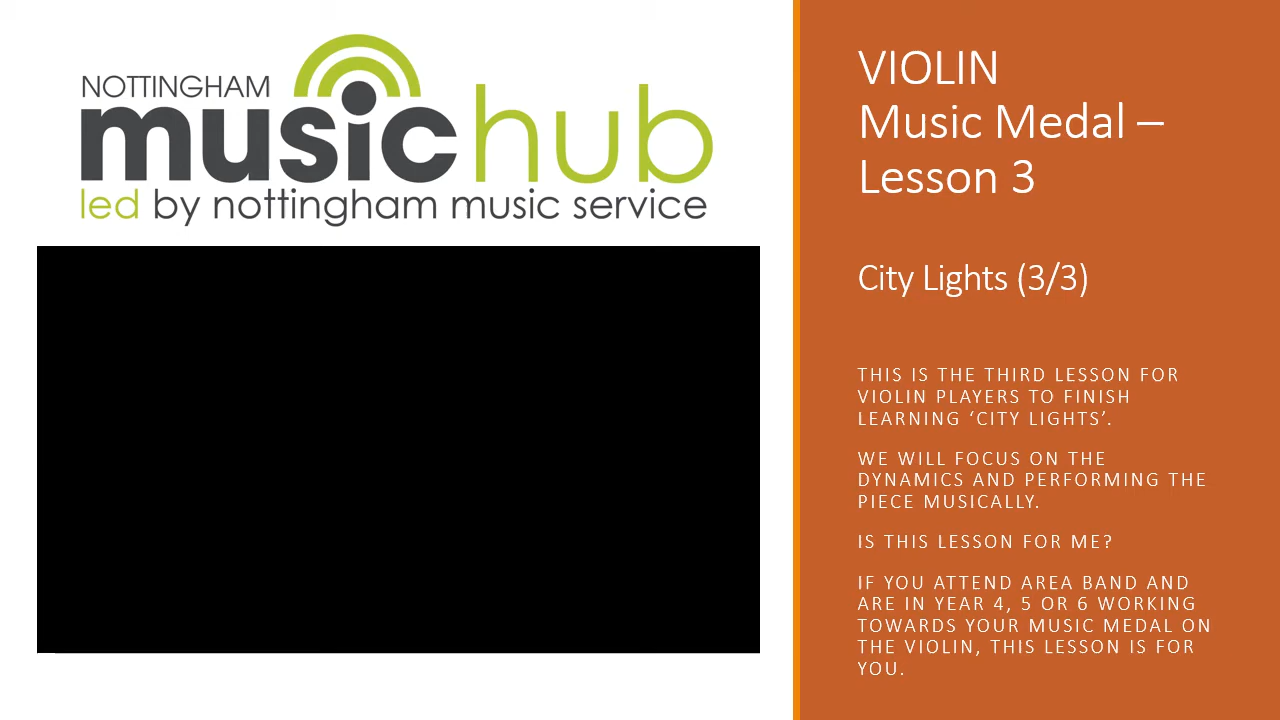 NOTTINGHAM
music hub
led by nottingham music service
VIOLIN
Music Medal –
Lesson 3
City Lights (3/3)
THIS IS THE THIRD LESSON FOR
VIOLIN PLAYERS TO FINISH
LEARNING ‘CITY LIGHTS’.
WE WILL FOCUS ON THE
DYNAMICS AND PERFORMING THE
PIECE MUSICALLY.
IS THIS LESSON FOR ME?
IF YOU ATTEND AREA BAND AND
ARE IN YEAR 4, 5 OR 6 WORKING
TOWARDS YOUR MUSIC MEDAL ON
THE VIOLIN, THIS LESSON IS FOR
YOU.